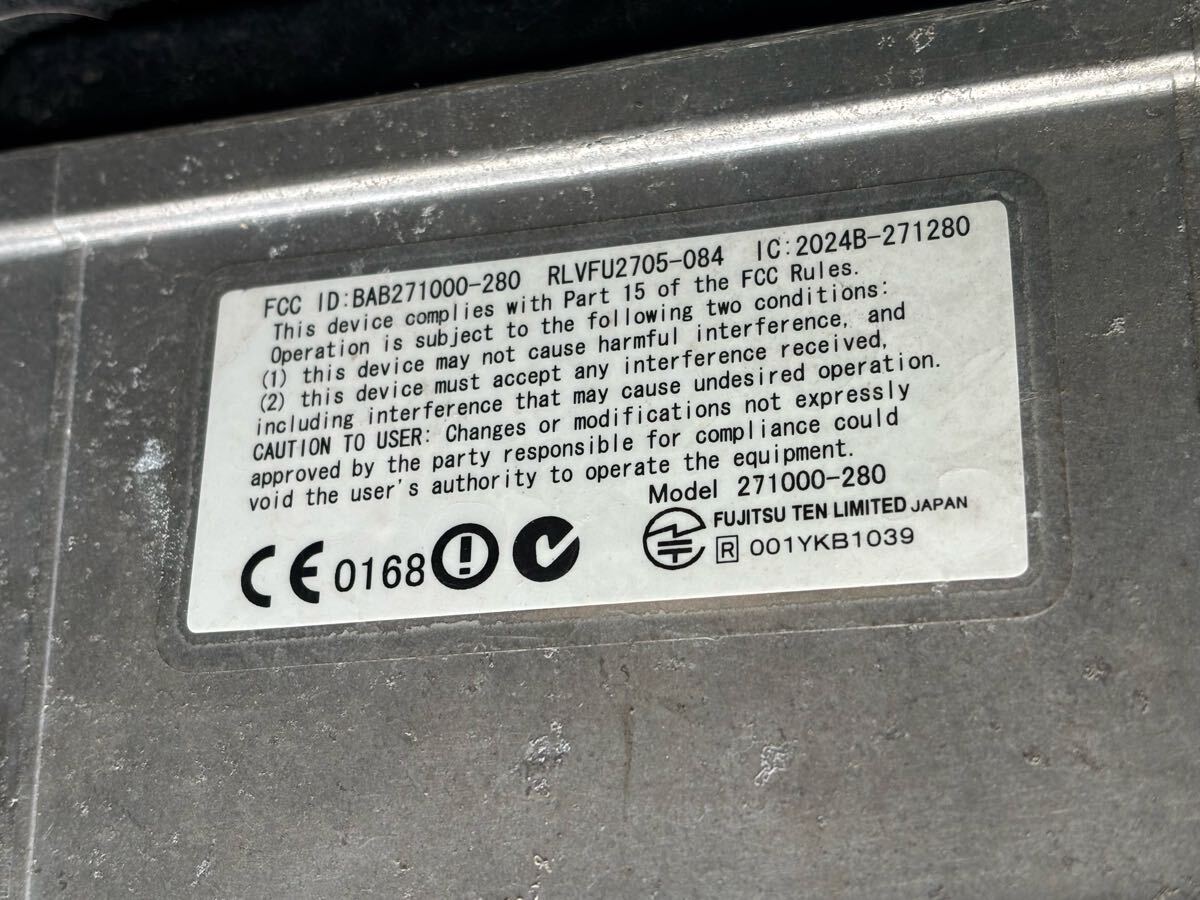 FCC ID:BAB271000-280 RLVFU2705-084 IC:2024B-271280
This device complies with Part 15 of the FCC Rules.
Operation is subject to the following two conditions:
(1) this device may not cause harmful interference, and
(2) this device must accept any interference received,
including interference that may cause undesired operation.
CAUTION TO USER: Changes or modifications not expressly
approved by the party responsible for compliance could
void the user's authority to operate the equipment.
Model 271000-280
FUJITSU TEN LIMITED JAPAN
R 001YKB1039
CE 0168